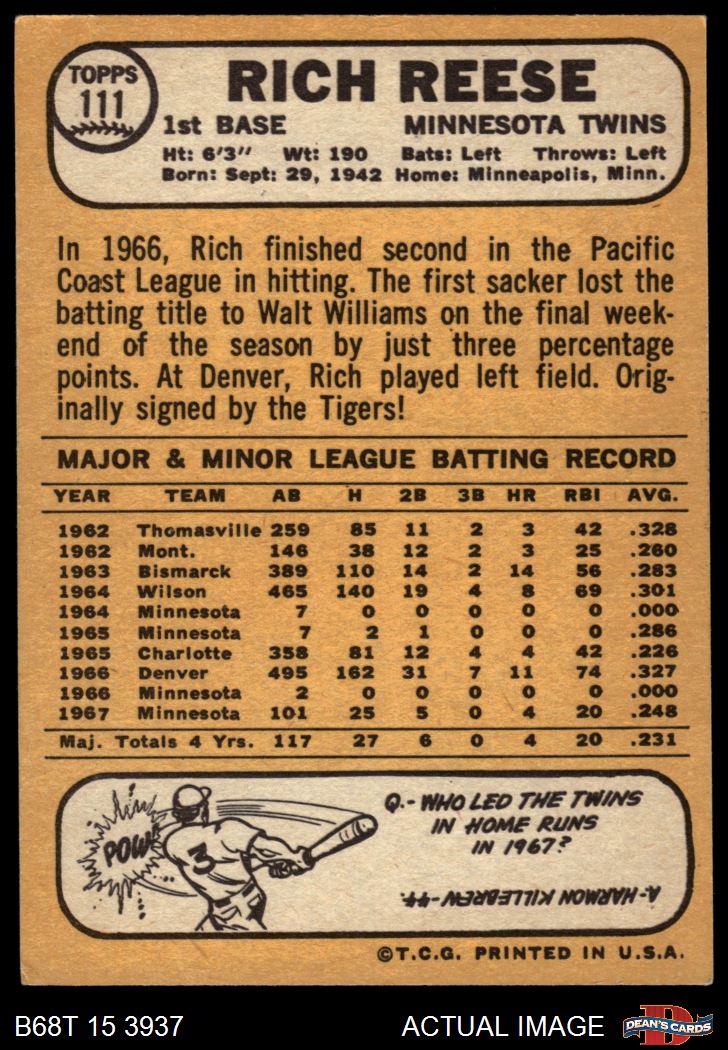 TOPPS
111
RICH REESE
1st BASE MINNESOTA TWINS
Ht: 6'3" Wt: 190 Bats: Left Throws: Left
Born: Sept: 29, 1942 Home: Minneapolis, Minn.
In 1966, Rich finished second in the Pacific
Coast League in hitting. The first sacker lost the
batting title to Walt Williams on the final week-
end of the season by just three percentage
points. At Denver, Rich played left field. Orig-
inally signed by the Tigers!
MAJOR & MINOR LEAGUE BATTING RECORD
YEAR TEAM AB H 2B 3B HR RBI AVG.
1962 Thomasville 259 85 11 2 3 42 .328
1962 Mont. 146 38 12 2 3 25 .260
1963 Bismarck 389 110 14 2 14 56 .283
1964 Wilson 465 140 19 4 8 69 .301
1964 Minnesota 7 0 0 0 0 0 .000
1965 Minnesota 7 2 1 0 0 0 .286
1965 Charlotte 358 81 12 4 4 42 .226
1966 Denver 495 162 31 7 11 74 .327
1966 Minnesota 2 0 0 0 0 0 .000
1967 Minnesota 101 25 5 0 4 20 .248
Maj. Totals 4 Yrs. 117 27 6 0 4 20 .231
POW!
3
Q.- WHO LED THE TWINS
IN HOME RUNS
IN 1967?
A-HARMON KILLEBREW-44.
©T.C.G. PRINTED IN U.S.A.
B68T 15 3937 ACTUAL IMAGE
D
DEAN'S CARDS